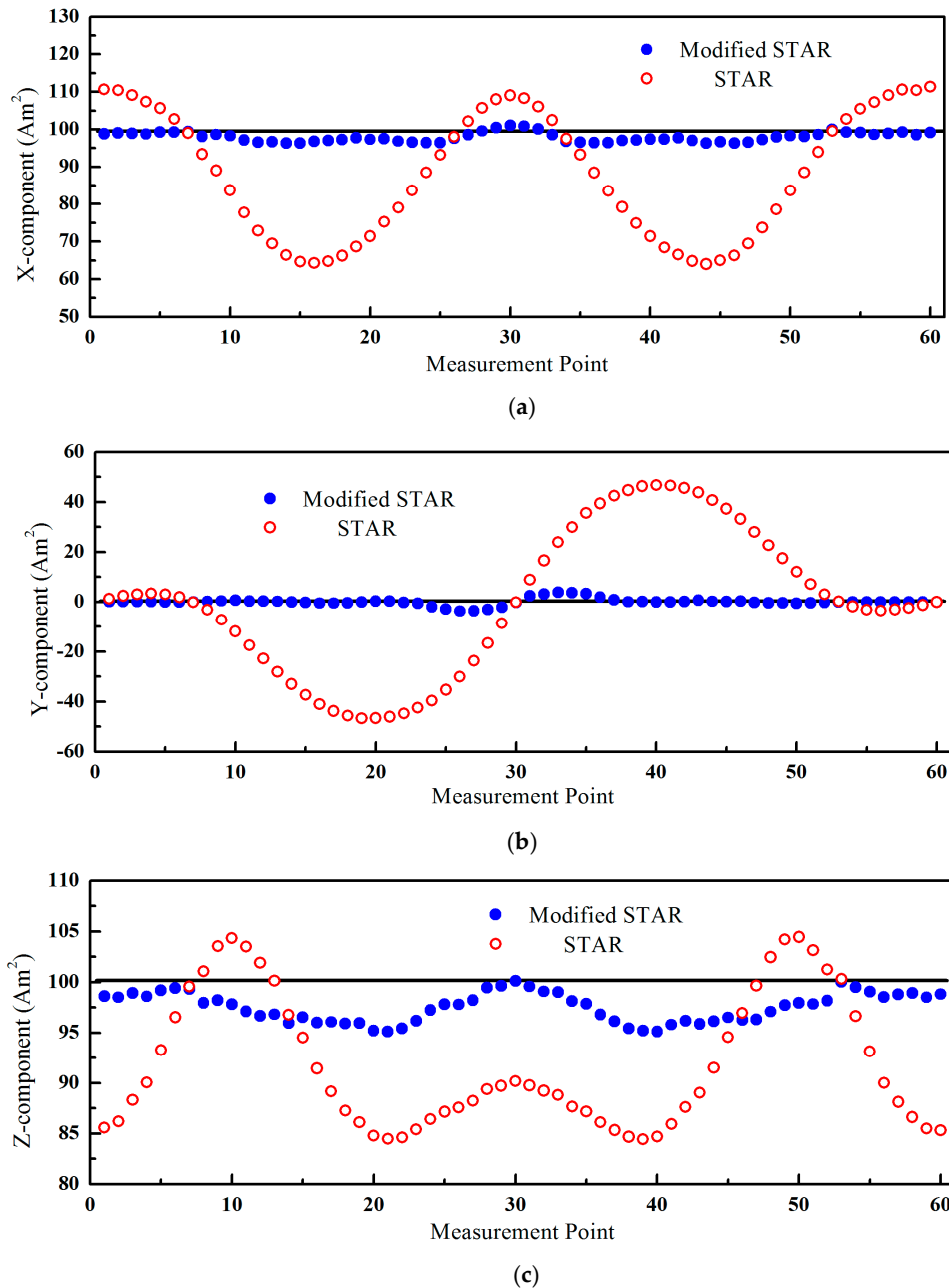 130
120
110
100
90
80
70
60
50
X-component (Am²)
Modified STAR
STAR
0 10 20 30 40 50 60
Measurement Point
(a)
60
40
20
0
-20
-40
-60
Y-component (Am²)
Modified STAR
STAR
0 10 20 30 40 50 60
Measurement Point
(b)
110
105
100
95
90
85
80
Z-component (Am²)
Modified STAR
STAR
0 10 20 30 40 50 60
Measurement Point
(c)